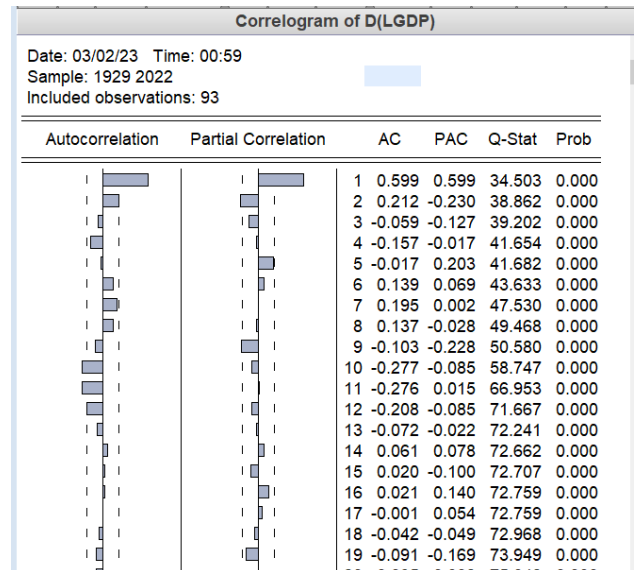 Correlogram of D(LGDP)
Date: 03/02/23 Time: 00:59
Sample: 1929 2022
Included observations: 93
Autocorrelation Partial Correlation AC PAC Q-Stat Prob
1 0.599 0.599 34.503 0.000
2 0.212 -0.230 38.862 0.000
3 -0.059 -0.127 39.202 0.000
4 -0.157 -0.017 41.654 0.000
5 -0.017 0.203 41.682 0.000
6 0.139 0.069 43.633 0.000
7 0.195 0.002 47.530 0.000
8 0.137 -0.028 49.468 0.000
9 -0.103 -0.228 50.580 0.000
10 -0.277 -0.085 58.747 0.000
11 -0.276 0.015 66.953 0.000
12 -0.208 -0.085 71.667 0.000
13 -0.072 -0.022 72.241 0.000
14 0.061 0.078 72.662 0.000
15 0.020 -0.100 72.707 0.000
16 0.021 0.140 72.759 0.000
17 -0.001 0.054 72.759 0.000
18 -0.042 -0.049 72.968 0.000
19 -0.091 -0.169 73.949 0.000